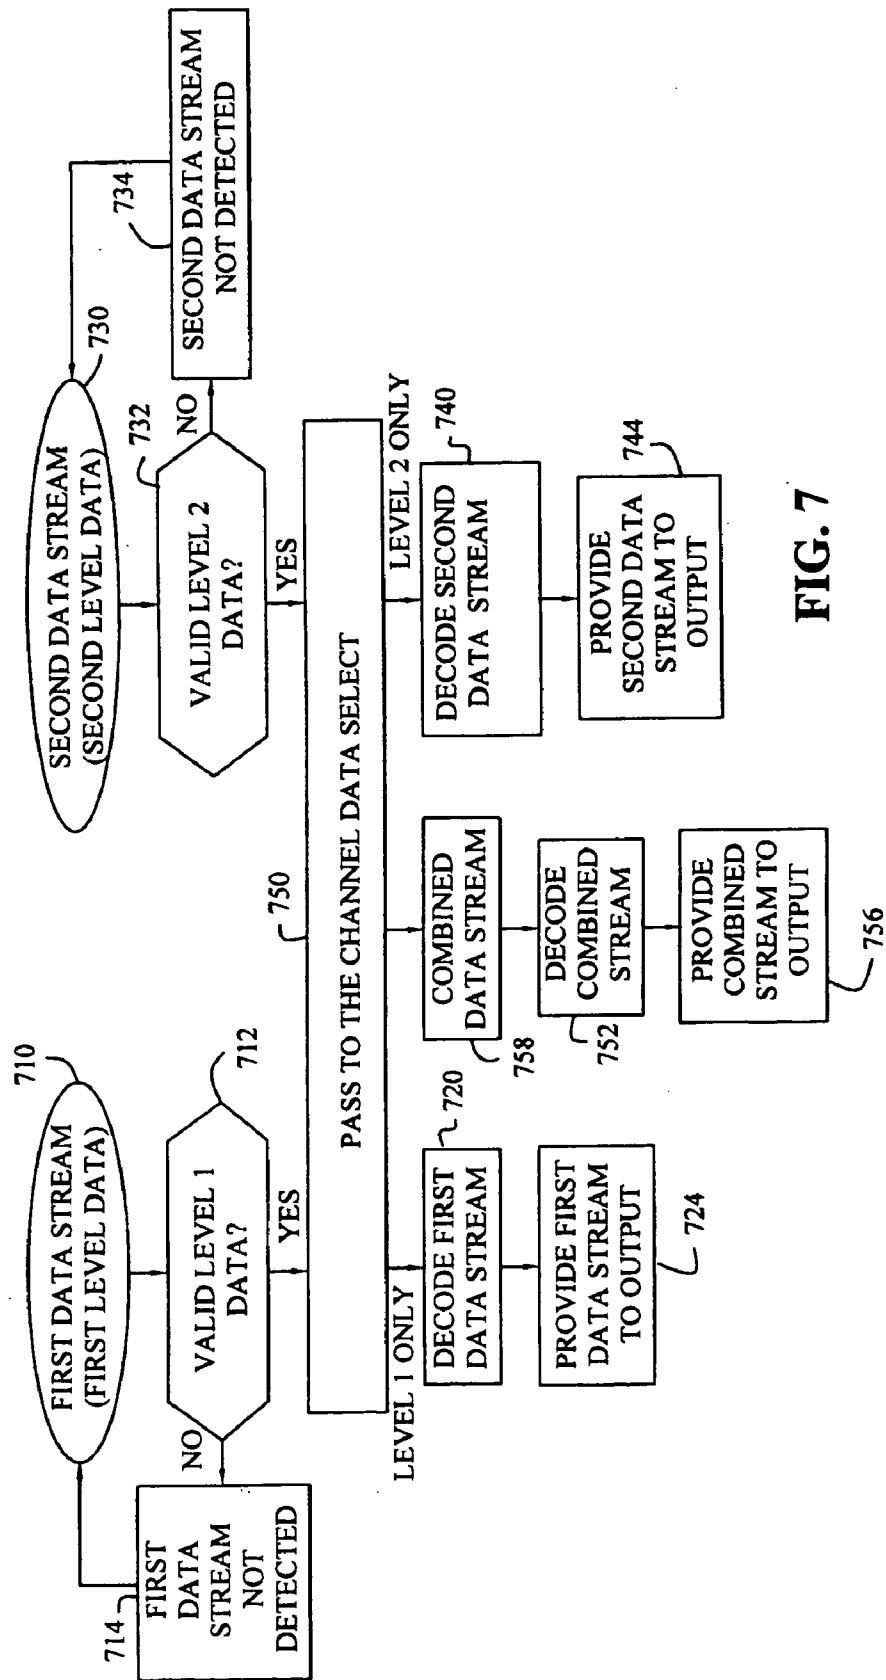 710
FIRST DATA STREAM
(FIRST LEVEL DATA)
712
VALID LEVEL 1
DATA?
NO
YES
714
FIRST
DATA
STREAM
NOT
DETECTED
730
SECOND DATA STREAM
(SECOND LEVEL DATA)
732
VALID LEVEL 2
DATA?
NO
YES
734
SECOND DATA STREAM
NOT DETECTED
750
PASS TO THE CHANNEL DATA SELECT
LEVEL 1 ONLY
720
DECODE FIRST
DATA STREAM
PROVIDE FIRST
DATA STREAM
TO OUTPUT
724
COMBINED
DATA STREAM
758
DECODE
COMBINED
STREAM
752
PROVIDE
COMBINED
STREAM TO
OUTPUT
756
LEVEL 2 ONLY
740
DECODE SECOND
DATA STREAM
744
PROVIDE
SECOND DATA
STREAM TO
OUTPUT
FIG. 7